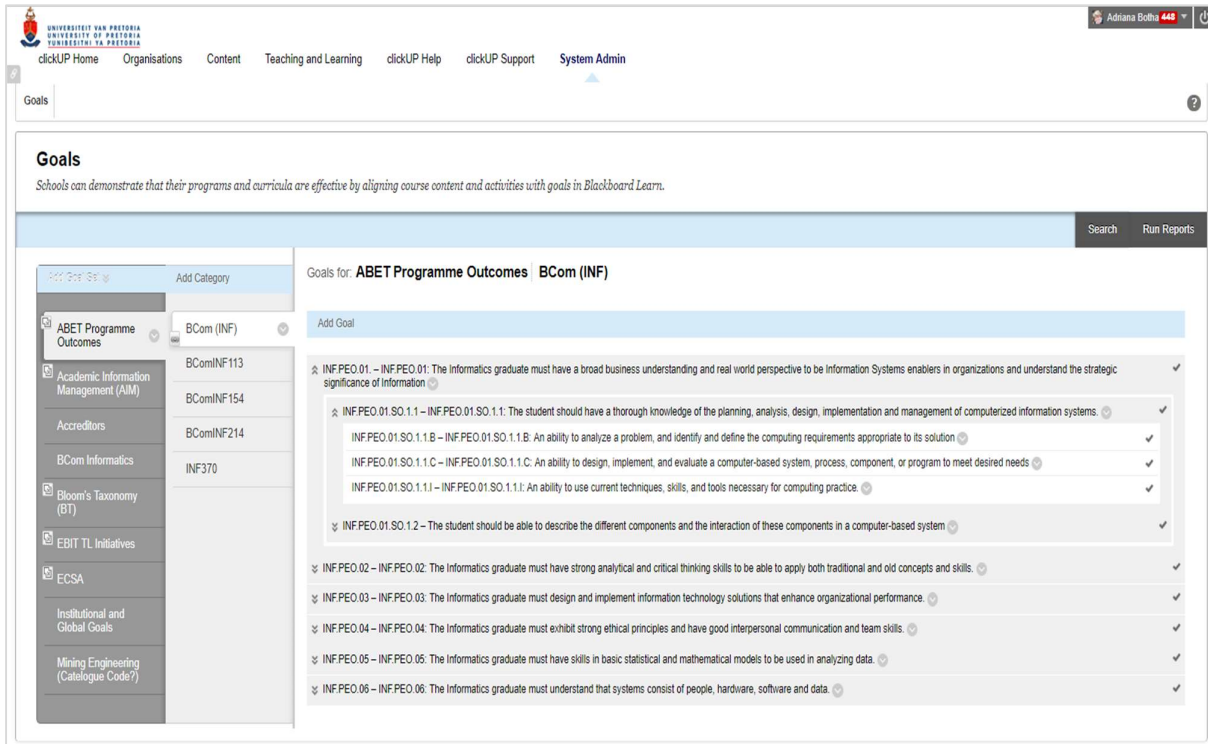 UNIVERSITEIT VAN PRETORIA
UNIVERSITY OF PRETORIA
YUNIBESITHI YA PRETORIA
Adriana Botha 448
clickUP Home Organisations Content Teaching and Learning clickUP Help clickUP Support System Admin
Goals
Goals
Schools can demonstrate that their programs and curricula are effective by aligning course content and activities with goals in Blackboard Learn.
Search Run Reports
Add Goal Set
ABET Programme
Outcomes
Academic Information
Management (AIM)
Accreditors
BCom Informatics
Bloom's Taxonomy
(BT)
EBIT TL Initiatives
ECSA
Institutional and
Global Goals
Mining Engineering
(Catelogue Code?)
Add Category
BCom (INF)
BComINF113
BComINF154
BComINF214
INF370
Goals for: ABET Programme Outcomes BCom (INF)
Add Goal
INF.PEO.01. – INF.PEO.01: The Informatics graduate must have a broad business understanding and real world perspective to be Information Systems enablers in organizations and understand the strategic
significance of Information
INF.PEO.01.SO.1.1 – INF.PEO.01.SO.1.1: The student should have a thorough knowledge of the planning, analysis, design, implementation and management of computerized information systems.
INF.PEO.01.SO.1.1.B – INF.PEO.01.SO.1.1.B: An ability to analyze a problem, and identify and define the computing requirements appropriate to its solution
INF.PEO.01.SO.1.1.C – INF.PEO.01.SO.1.1.C: An ability to design, implement, and evaluate a computer-based system, process, component, or program to meet desired needs
INF.PEO.01.SO.1.1.I – INF.PEO.01.SO.1.1.I: An ability to use current techniques, skills, and tools necessary for computing practice.
INF.PEO.01.SO.1.2 – The student should be able to describe the different components and the interaction of these components in a computer-based system
INF.PEO.02 – INF.PEO.02: The Informatics graduate must have strong analytical and critical thinking skills to be able to apply both traditional and old concepts and skills.
INF.PEO.03 – INF.PEO.03: The Informatics graduate must design and implement information technology solutions that enhance organizational performance.
INF.PEO.04 – INF.PEO.04: The Informatics graduate must exhibit strong ethical principles and have good interpersonal communication and team skills.
INF.PEO.05 – INF.PEO.05: The Informatics graduate must have skills in basic statistical and mathematical models to be used in analyzing data.
INF.PEO.06 – INF.PEO.06: The Informatics graduate must understand that systems consist of people, hardware, software and data.